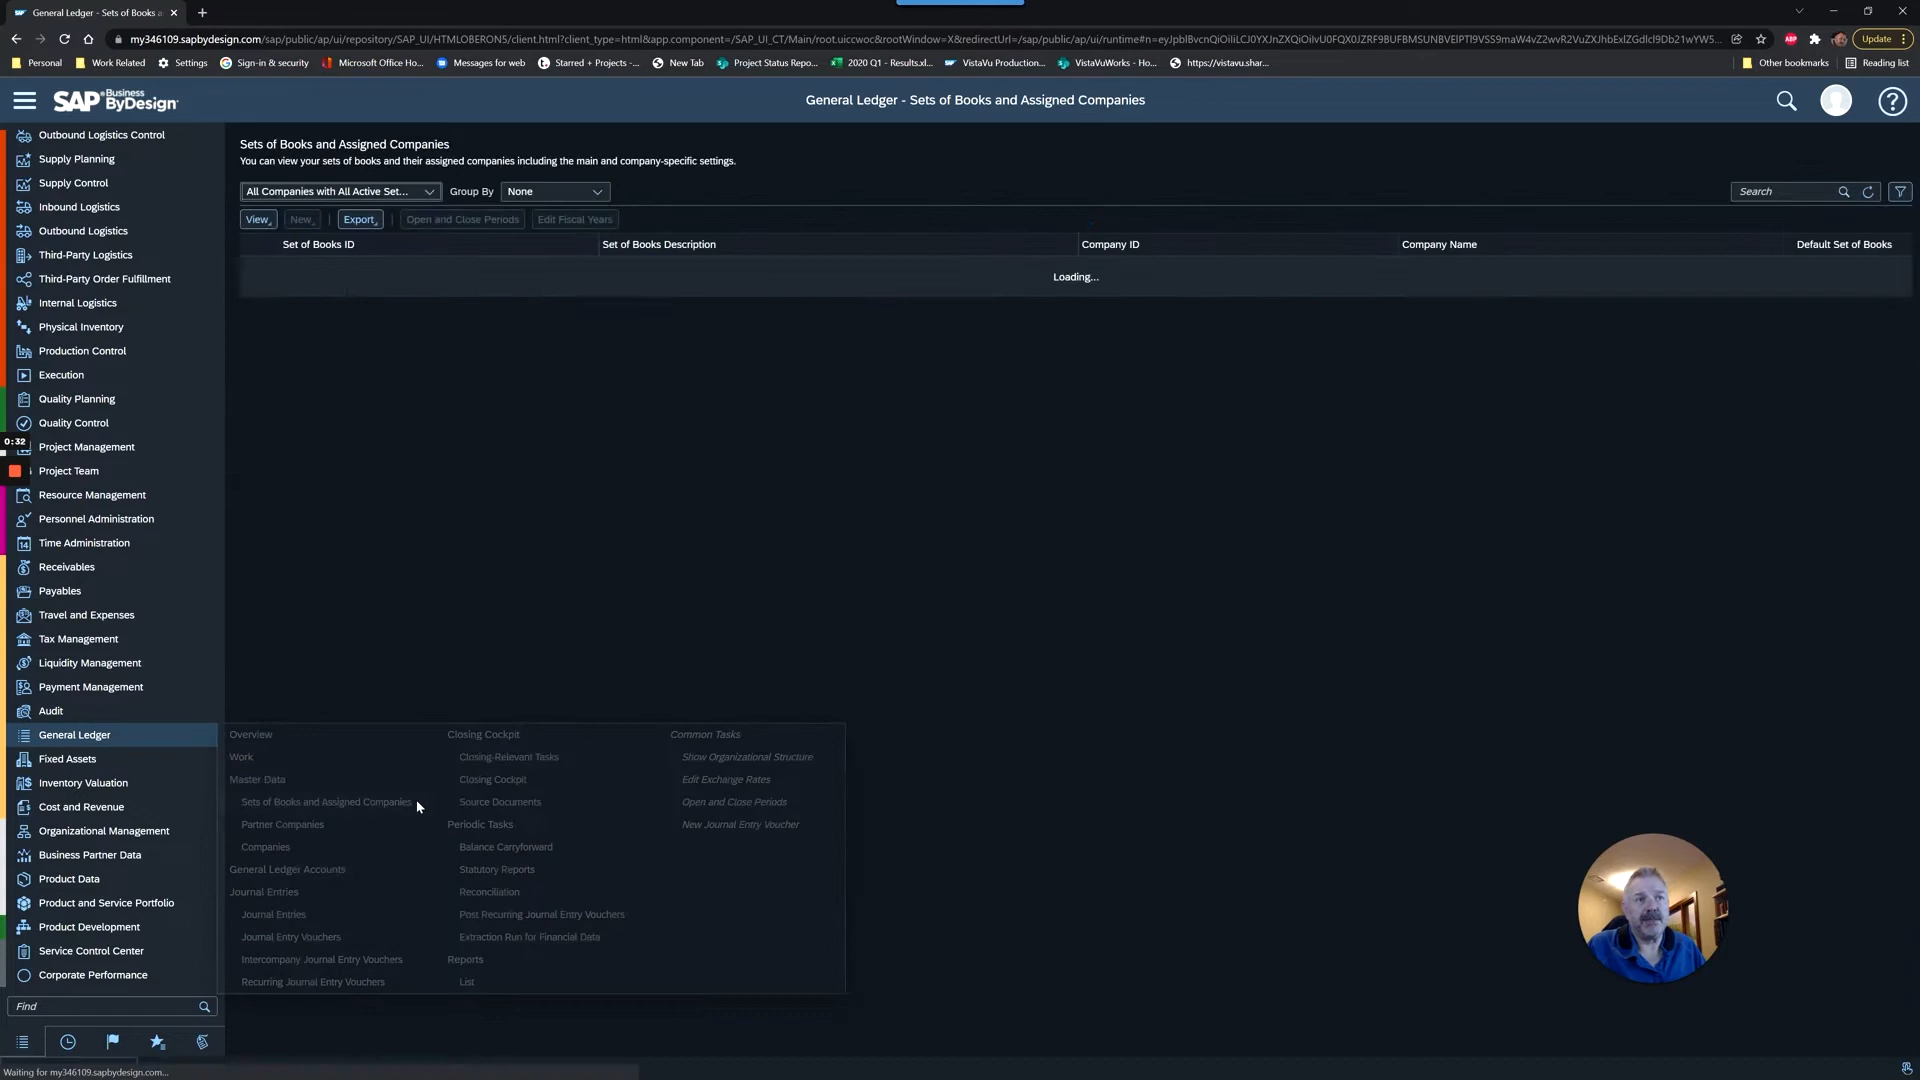 General Ledger - Sets of Books a
my346109.sapbydesign.com/sap/public/ap/ui/repository/SAP_UI/HTMLOBERON5/client.html?client_type=html&app.component=/SAP_UI_CT/Main/root.uiccwoc&rootWindow=X&redirectUrl=/sap/public/ap/ui/runtime#n=
Update
Personal
Work Related
Settings
Sign-in & security
Microsoft Office Ho...
Messages for web
Starred + Projects -...
New Tab
Project Status Repo...
2020 Q1 - Results.xl...
VistaVu Production...
VistaVuWorks - Ho...
https://vistavu.shar...
Other bookmarks
Reading list
SAP Business ByDesign
General Ledger - Sets of Books and Assigned Companies
Outbound Logistics Control
Supply Planning
Supply Control
Inbound Logistics
Outbound Logistics
Third-Party Logistics
Third-Party Order Fulfillment
Internal Logistics
Physical Inventory
Production Control
Execution
Quality Planning
Quality Control
0:32
Project Management
Project Team
Resource Management
Personnel Administration
14 Time Administration
Receivables
Payables
Travel and Expenses
Tax Management
Liquidity Management
Payment Management
Audit
General Ledger
Fixed Assets
Inventory Valuation
Cost and Revenue
Organizational Management
Business Partner Data
Product Data
Product and Service Portfolio
Product Development
Service Control Center
Corporate Performance
Find
Sets of Books and Assigned Companies
You can view your sets of books and their assigned companies including the main and company-specific settings.
All Companies with All Active Set...
Group By
None
Search
View
New
Export
Open and Close Periods
Edit Fiscal Years
Set of Books ID
Set of Books Description
Company ID
Company Name
Default Set of Books
Loading...
Overview
Work
Master Data
Sets of Books and Assigned Companies
Partner Companies
Companies
General Ledger Accounts
Journal Entries
Journal Entries
Journal Entry Vouchers
Intercompany Journal Entry Vouchers
Recurring Journal Entry Vouchers
Closing Cockpit
Closing-Relevant Tasks
Closing Cockpit
Source Documents
Periodic Tasks
Balance Carryforward
Statutory Reports
Reconciliation
Post Recurring Journal Entry Vouchers
Extraction Run for Financial Data
Reports
List
Common Tasks
Show Organizational Structure
Edit Exchange Rates
Open and Close Periods
New Journal Entry Voucher
Waiting for my346109.sapbydesign.com...